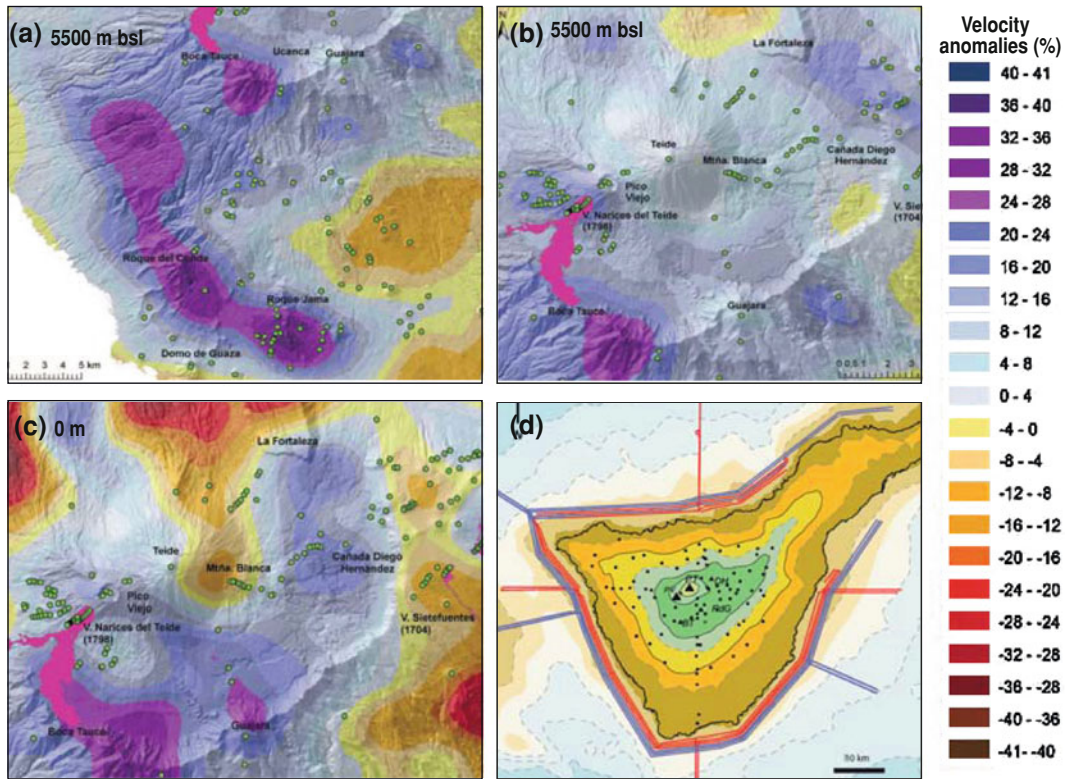 (a) 5500 m bsl
Boca Tauce
Ucanca
Guajara
Roque del Conde
Roque Jama
Domo de Guaza
0 1 2 3 4 5 km
(b) 5500 m bsl
La Fortaleza
Teide
Mtña. Blanca
Cañada Diego
Hernández
Pico
Viejo
V. Narices del Teide
(1798)
V. Sie
(1704)
Guajara
Boca Tauce
(c) 0 m
La Fortaleza
Teide
Mtña. Blanca
Cañada Diego
Hernández
Pico
Viejo
V. Narices del Teide
(1798)
V. Sietefuentes
(1704)
Guajara
Boca Tauce
(d)
DH
RdG
Velocity
anomalies (%)
40 - 41
36 - 40
32 - 36
28 - 32
24 - 28
20 - 24
16 - 20
12 - 16
8 - 12
4 - 8
0 - 4
-4 - 0
-8 - -4
-12 - -8
-16 - -12
-20 - -16
-24 - -20
-28 - -24
-32 - -28
-36 - -28
-40 - -36
-41 - -40